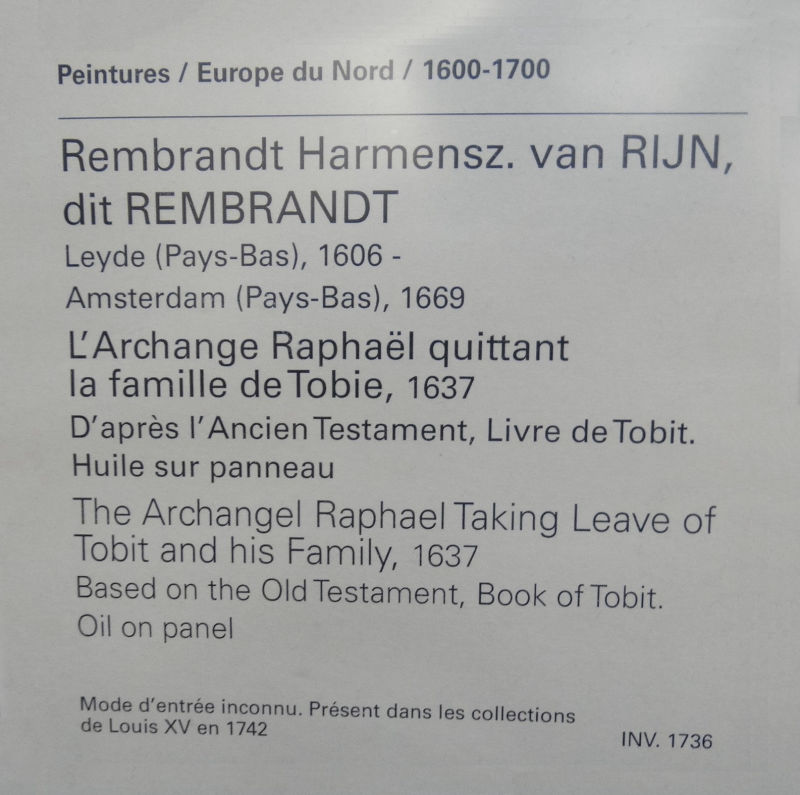 Peintures / Europe du Nord / 1600-1700
Rembrandt Harmensz. van RIJN,
dit REMBRANDT
Leyde (Pays-Bas), 1606 -
Amsterdam (Pays-Bas), 1669
L'Archange Raphaël quittant
la famille de Tobie, 1637
D'après l'Ancien Testament, Livre de Tobit.
Huile sur panneau
The Archangel Raphael Taking Leave of
Tobit and his Family, 1637
Based on the Old Testament, Book of Tobit.
Oil on panel
Mode d'entrée inconnu. Présent dans les collections
de Louis XV en 1742
INV. 1736